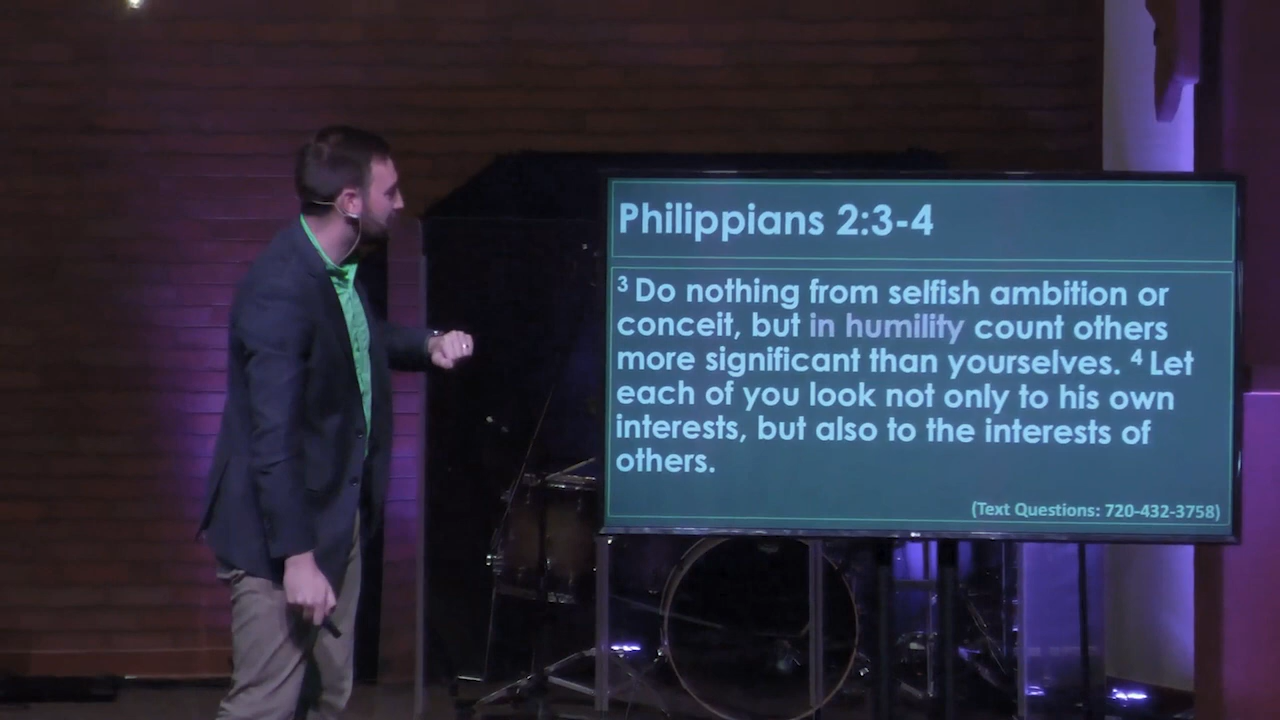 Philippians 2:3-4
3 Do nothing from selfish ambition or
conceit, but in humility count others
more significant than yourselves. 4 Let
each of you look not only to his own
interests, but also to the interests of
others.
(Text Questions: 720-432-3758)
LG